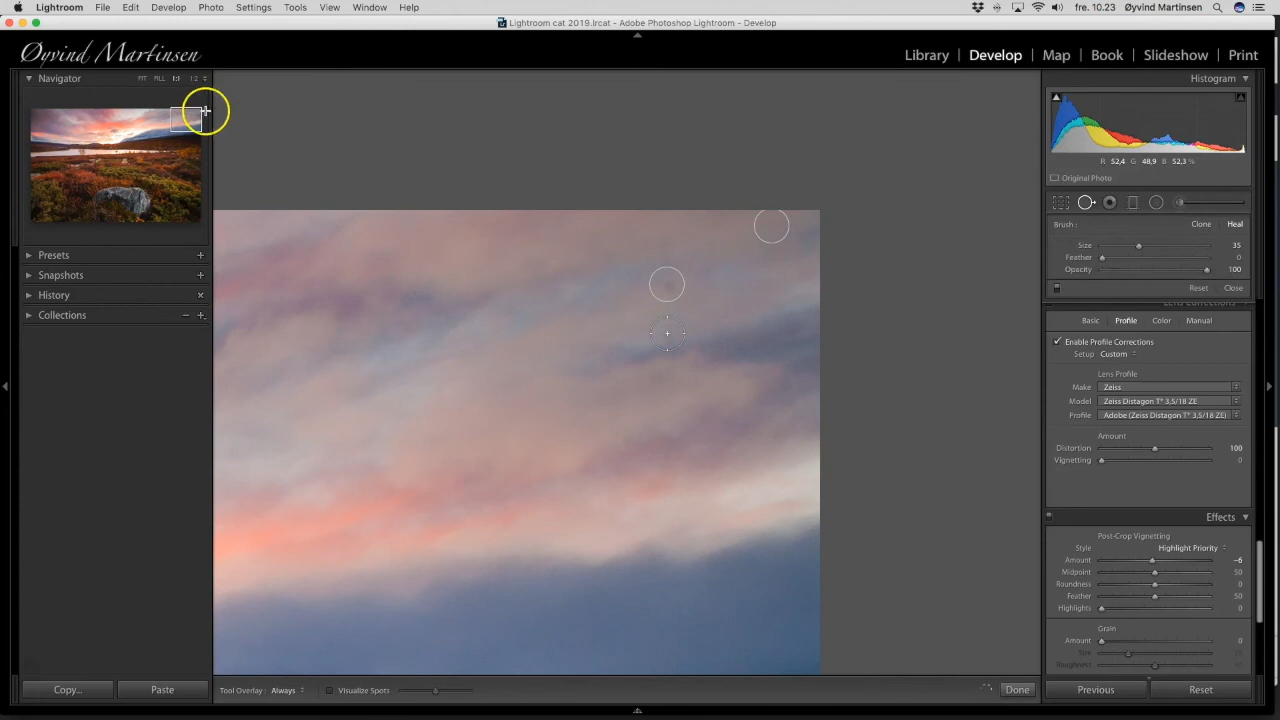 Lightroom File Edit Develop Photo Settings Tools View Window Help fre. 10.23 Øyvind Martinsen
Lightroom cat 2019.lrcat - Adobe Photoshop Lightroom - Develop
Øyvind Martinsen
Library | Develop | Map | Book | Slideshow | Print
Navigator FIT FILL 1:1 1:2
Histogram
R 52,4 G 48,9 B 52,3 %
Original Photo
Brush : Clone Heal
Size 35
Feather 0
Opacity 100
Reset Close
Presets
Snapshots
History
Collections
Lens Corrections
Basic Profile Color Manual
Enable Profile Corrections
Setup Custom
Lens Profile
Make Zeiss
Model Zeiss Distagon T* 3,5/18 ZE
Profile Adobe (Zeiss Distagon T* 3,5/18 ZE)
Amount
Distortion 100
Vignetting 0
Effects
Post-Crop Vignetting
Style Highlight Priority
Amount –6
Midpoint 50
Roundness 0
Feather 50
Highlights 0
Grain
Amount 0
Size
Roughness
Copy... Paste
Tool Overlay : Always Visualize Spots Done
Previous Reset